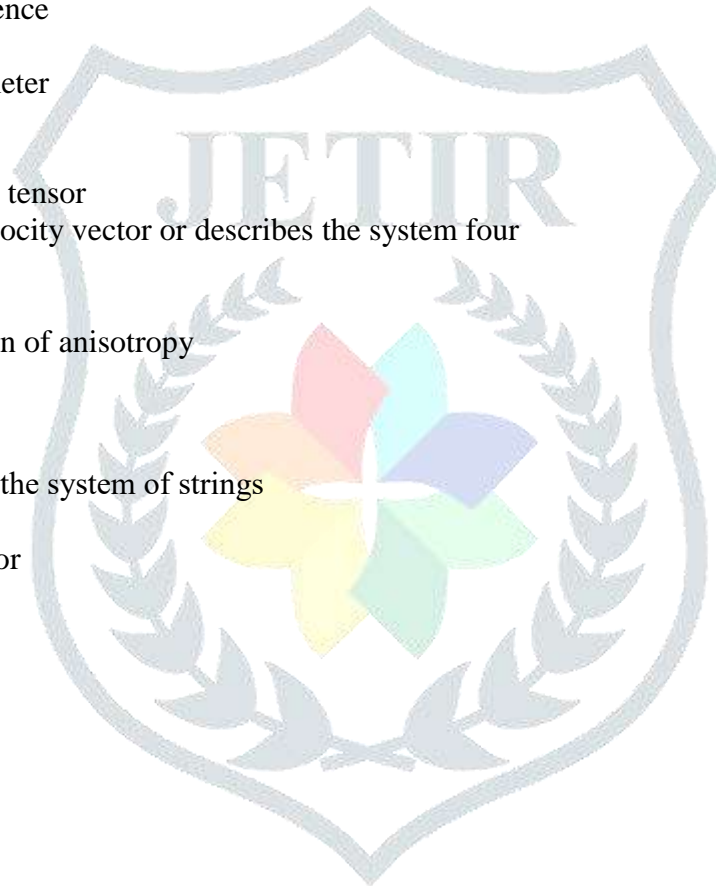 ence
eter
JETIR
tensor
ocity vector or describes the system four
n of anisotropy
the system of strings
or